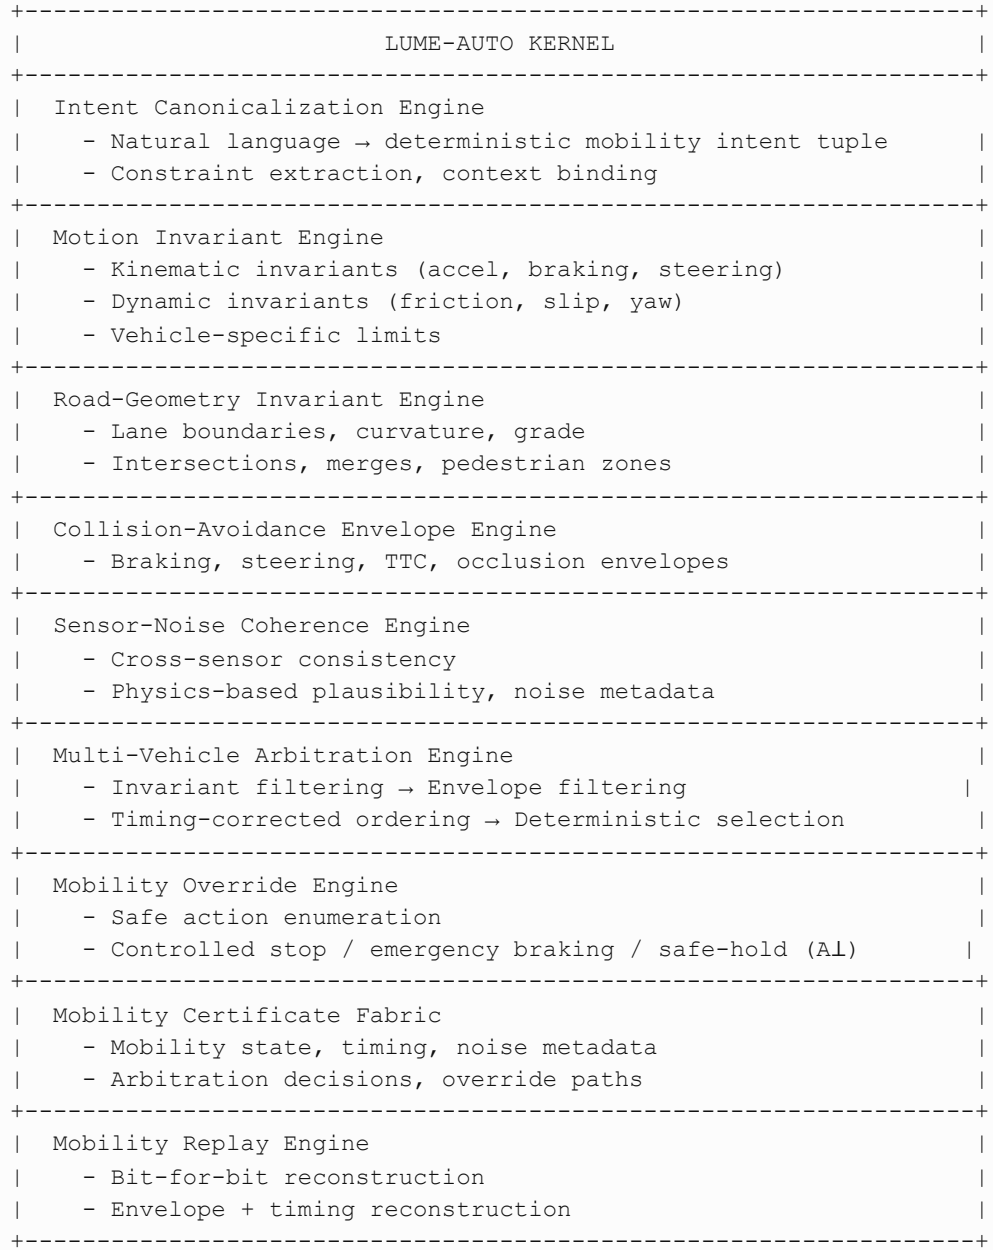 +------------------------------------------------------------------+
|                         LUME-AUTO KERNEL                         |
+------------------------------------------------------------------+
|  Intent Canonicalization Engine
|    - Natural language → deterministic mobility intent tuple      |
|    - Constraint extraction, context binding                      |
+------------------------------------------------------------------+
|  Motion Invariant Engine                                         |
|    - Kinematic invariants (accel, braking, steering)             |
|    - Dynamic invariants (friction, slip, yaw)                    |
|    - Vehicle-specific limits                                     |
+------------------------------------------------------------------+
|  Road-Geometry Invariant Engine                                  |
|    - Lane boundaries, curvature, grade                           |
|    - Intersections, merges, pedestrian zones                     |
+------------------------------------------------------------------+
|  Collision-Avoidance Envelope Engine                             |
|    - Braking, steering, TTC, occlusion envelopes                 |
+------------------------------------------------------------------+
|  Sensor-Noise Coherence Engine                                   |
|    - Cross-sensor consistency                                    |
|    - Physics-based plausibility, noise metadata                  |
+------------------------------------------------------------------+
|  Multi-Vehicle Arbitration Engine                                |
|    - Invariant filtering → Envelope filtering                   |
|    - Timing-corrected ordering → Deterministic selection         |
+------------------------------------------------------------------+
|  Mobility Override Engine                                        |
|    - Safe action enumeration                                     |
|    - Controlled stop / emergency braking / safe-hold (A⊥)       |
+------------------------------------------------------------------+
|  Mobility Certificate Fabric                                     |
|    - Mobility state, timing, noise metadata                      |
|    - Arbitration decisions, override paths                       |
+------------------------------------------------------------------+
|  Mobility Replay Engine                                          |
|    - Bit-for-bit reconstruction                                  |
|    - Envelope + timing reconstruction                            |
+------------------------------------------------------------------+